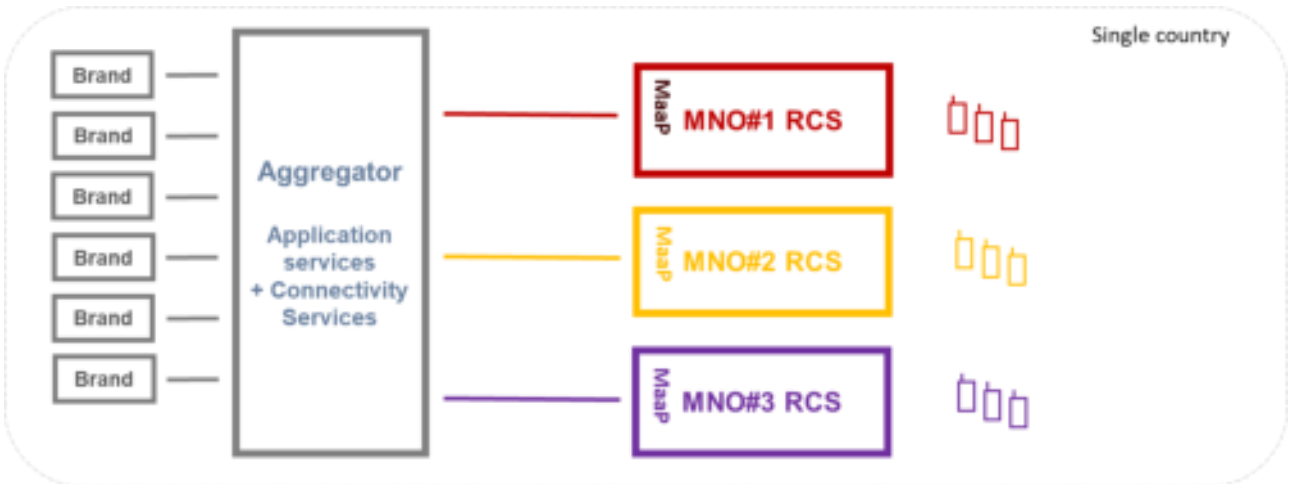 Single country
Brand
Brand
Brand
Brand
Brand
Brand
Aggregator
Application
services
+ Connectivity
Services
MaaP
MNO#1 RCS
MaaP
MNO#2 RCS
MaaP
MNO#3 RCS